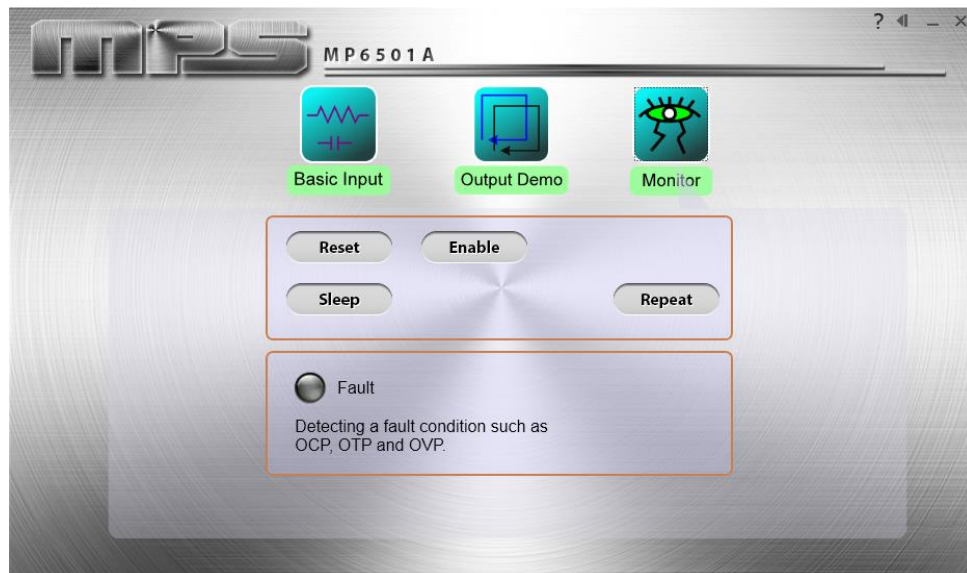 MPS
MP6501A
?
Basic Input
Output Demo
Monitor
Reset
Enable
Sleep
Repeat
Fault
Detecting a fault condition such as
OCP, OTP and OVP.